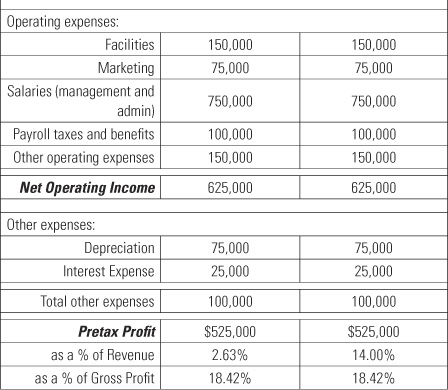 Operating expenses:
Facilities 150,000 150,000
Marketing 75,000 75,000
Salaries (management and
admin) 750,000 750,000
Payroll taxes and benefits 100,000 100,000
Other operating expenses 150,000 150,000
Net Operating Income 625,000 625,000
Other expenses:
Depreciation 75,000 75,000
Interest Expense 25,000 25,000
Total other expenses 100,000 100,000
Pretax Profit $525,000 $525,000
as a % of Revenue 2.63% 14.00%
as a % of Gross Profit 18.42% 18.42%